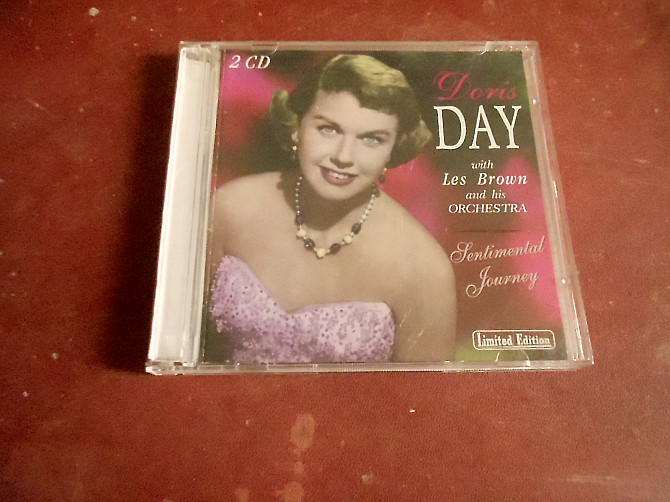 2 CD
Doris
DAY
with
Les Brown
and his
ORCHESTRA
Sentimental
Journey
Limited Edition